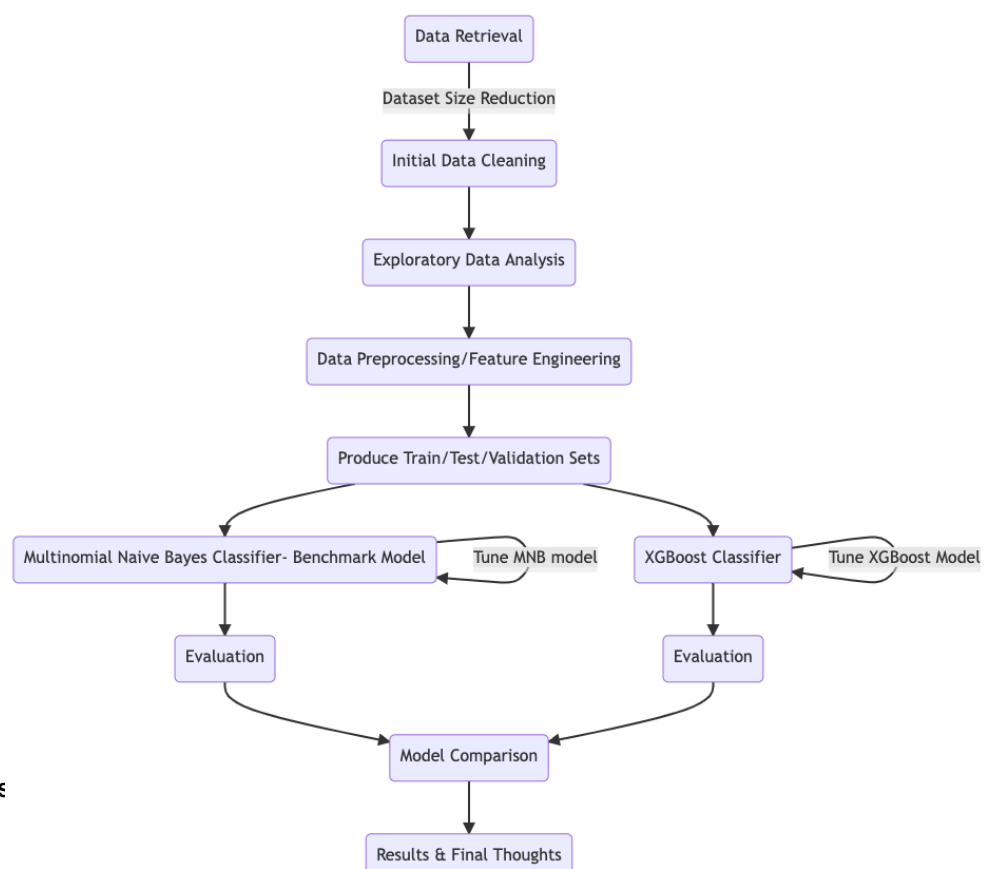 Data Retrieval
Dataset Size Reduction
Initial Data Cleaning
Exploratory Data Analysis
Data Preprocessing/Feature Engineering
Produce Train/Test/Validation Sets
Multinomial Naive Bayes Classifier- Benchmark Model
Tune MNB model
XGBoost Classifier
Tune XGBoost Model
Evaluation
Evaluation
Model Comparison
s
Results & Final Thoughts